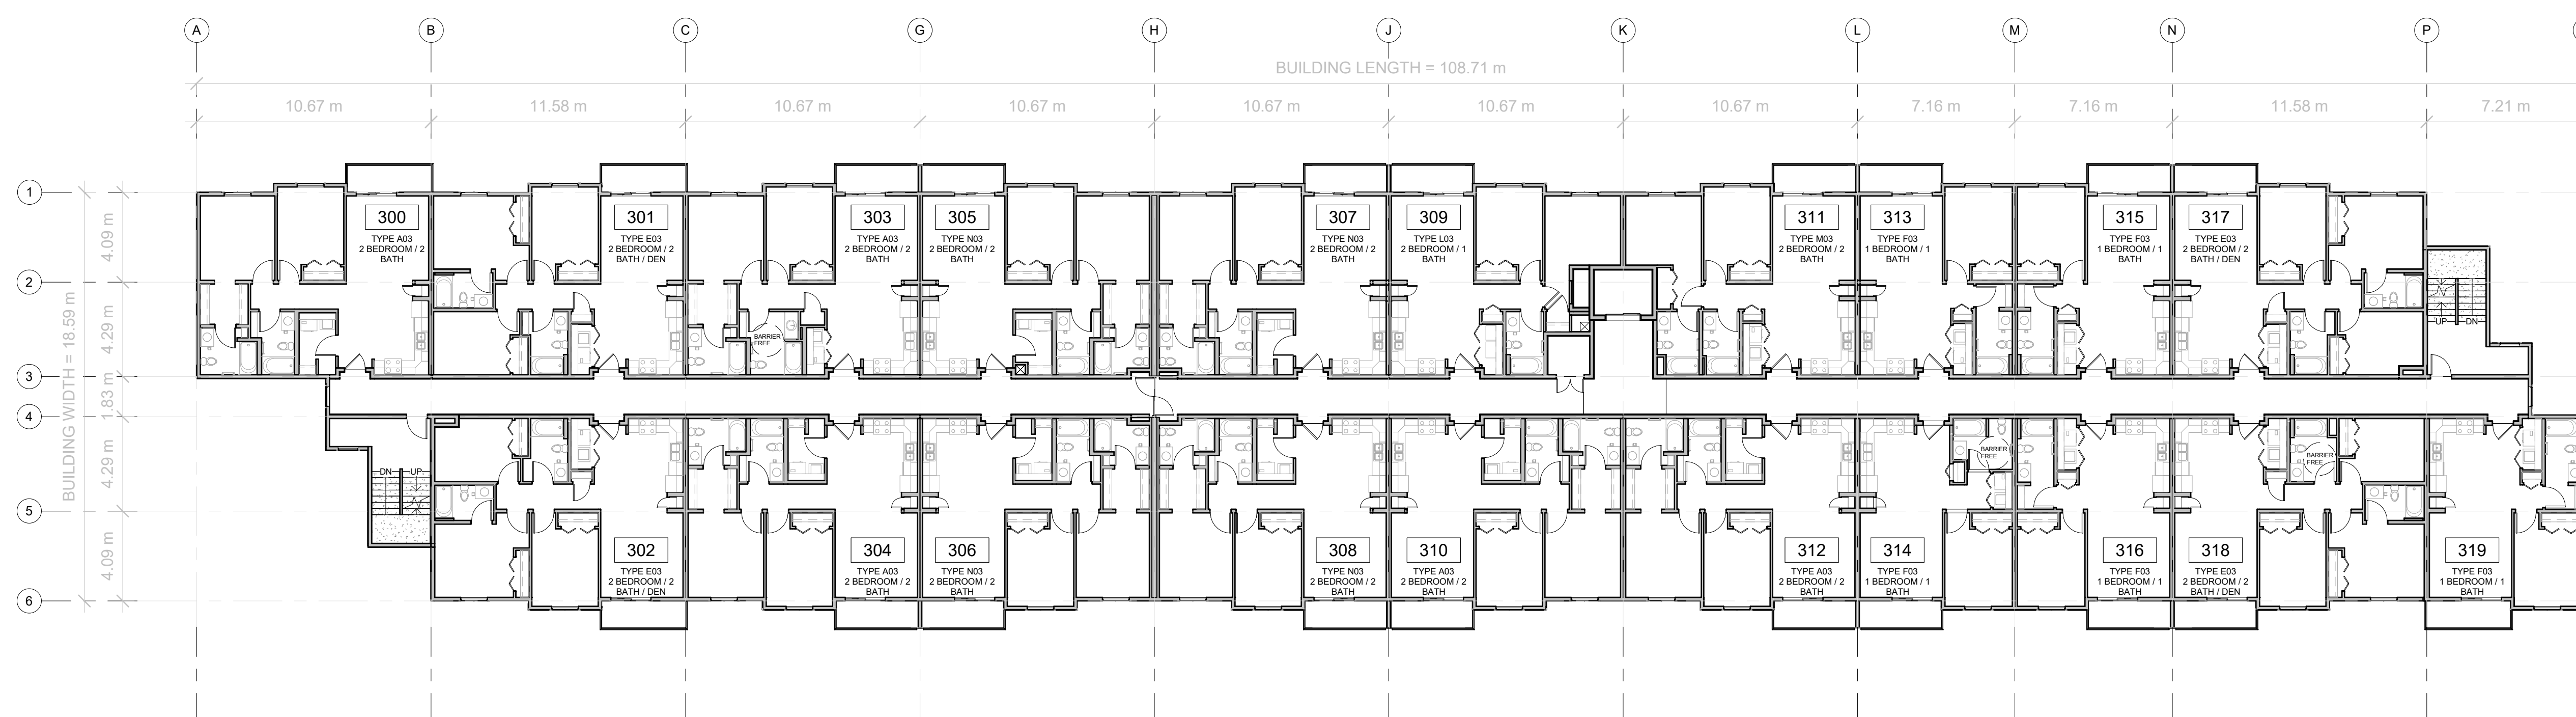 A B C G H J K L M N P
BUILDING LENGTH = 108.71 m
10.67 m 11.58 m 10.67 m 10.67 m 10.67 m 10.67 m 10.67 m 7.16 m 7.16 m 11.58 m 7.21 m
1
2
3
4
5
6
BUILDING WIDTH = 18.59 m
4.09 m
4.29 m
1.83 m
4.29 m
4.09 m
300
TYPE A03
2 BEDROOM / 2
BATH
301
TYPE E03
2 BEDROOM / 2
BATH / DEN
303
TYPE A03
2 BEDROOM / 2
BATH
BARRIER
FREE
305
TYPE N03
2 BEDROOM / 2
BATH
307
TYPE N03
2 BEDROOM / 2
BATH
309
TYPE L03
2 BEDROOM / 1
BATH
311
TYPE M03
2 BEDROOM / 2
BATH
313
TYPE F03
1 BEDROOM / 1
BATH
315
TYPE F03
1 BEDROOM / 1
BATH
317
TYPE E03
2 BEDROOM / 2
BATH / DEN
UP DN
DN UP
302
TYPE E03
2 BEDROOM / 2
BATH / DEN
304
TYPE A03
2 BEDROOM / 2
BATH
306
TYPE N03
2 BEDROOM / 2
BATH
308
TYPE N03
2 BEDROOM / 2
BATH
310
TYPE A03
2 BEDROOM / 2
BATH
312
TYPE A03
2 BEDROOM / 2
BATH
314
TYPE F03
1 BEDROOM / 1
BATH
BARRIER
FREE
316
TYPE F03
1 BEDROOM / 1
BATH
318
TYPE E03
2 BEDROOM / 2
BATH / DEN
BARRIER
FREE
319
TYPE F03
1 BEDROOM / 1
BATH